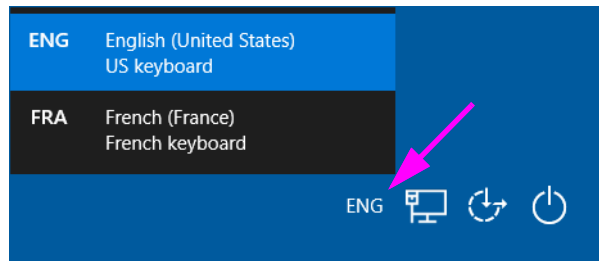 ENG English (United States)
US keyboard
FRA French (France)
French keyboard
ENG